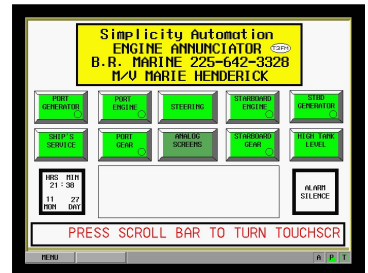 Simplicity Automation
ENGINE ANNUNCIATOR
B.R. MARINE 225-642-3328
M/V MARIE HENDERICK
PORT GENERATOR
PORT ENGINE
STEERING
STARBOARD ENGINE
STBD GENERATOR
SHIP'S SERVICE
PORT GEAR
ANALOG SCREENS
STARBOARD GEAR
HIGH TANK LEVEL
HRS MIN
21:38
11 27
MON DAY
ALARM SILENCE
PRESS SCROLL BAR TO TURN TOUCHSCR
MENU
A P T